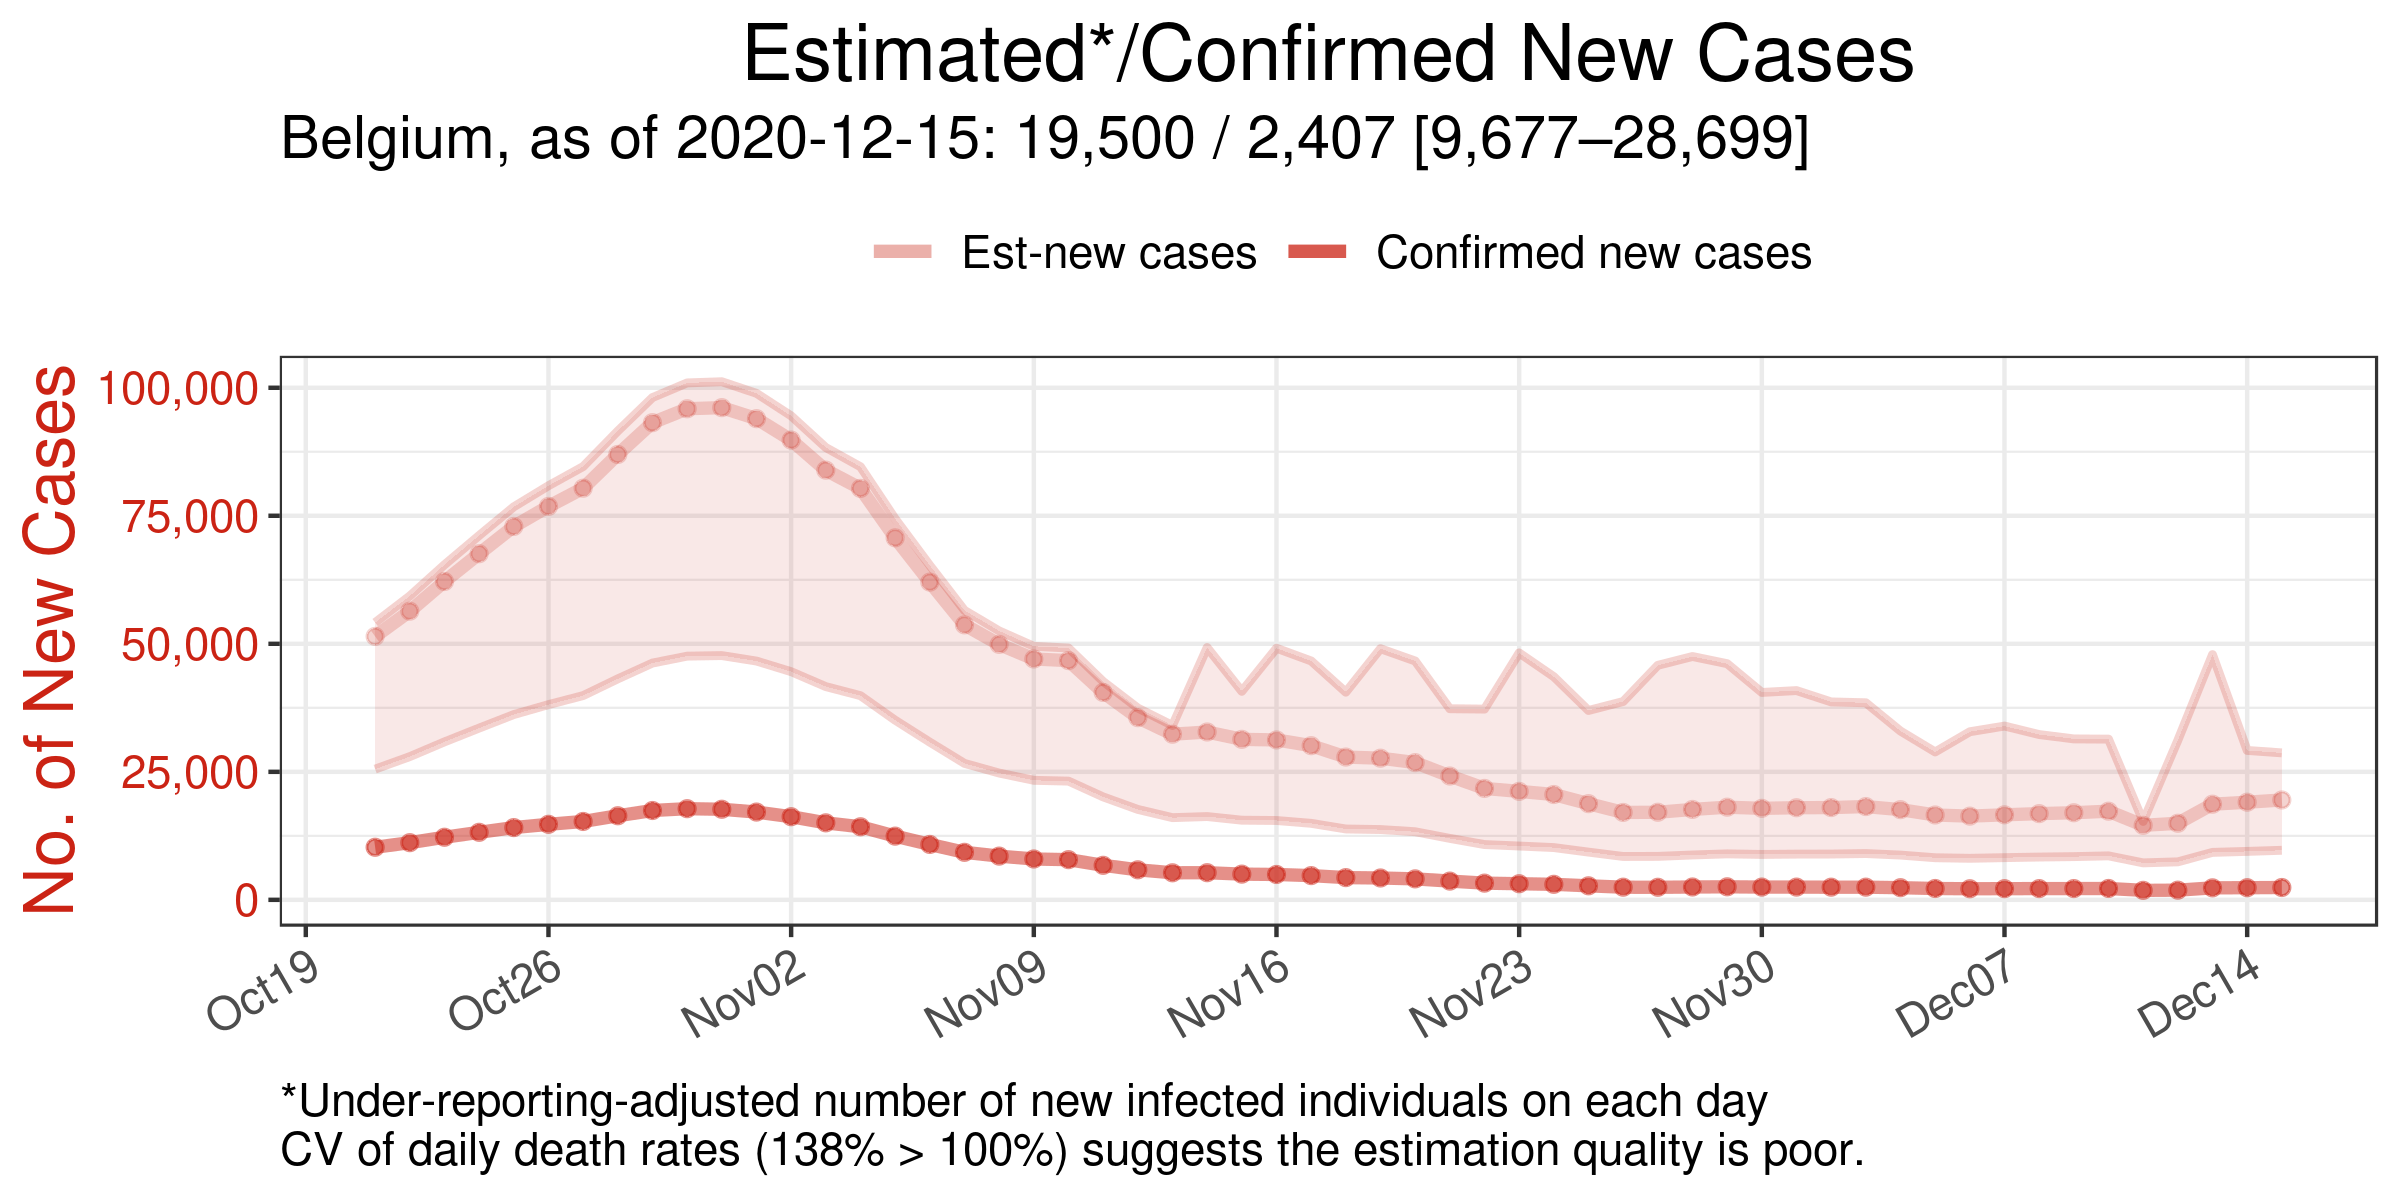 Estimated*/Confirmed New Cases
Belgium, as of 2020-12-15: 19,500 / 2,407 [9,677–28,699]
Est-new cases
Confirmed new cases
No. of New Cases
100,000
75,000
50,000
25,000
0
Oct19
Oct26
Nov02
Nov09
Nov16
Nov23
Nov30
Dec07
Dec14
*Under-reporting-adjusted number of new infected individuals on each day
CV of daily death rates (138% > 100%) suggests the estimation quality is poor.